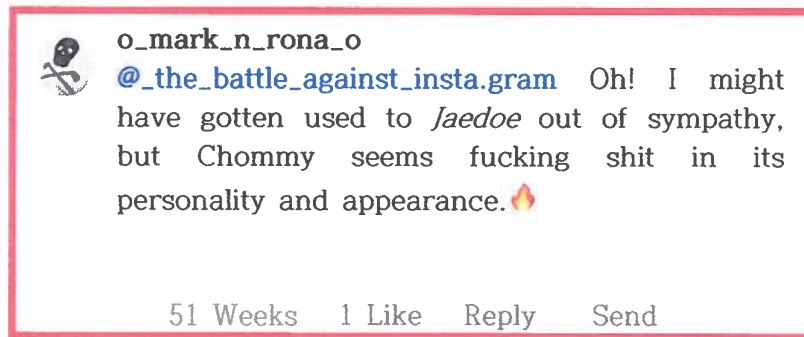 o_mark_n_rona_o
@_the_battle_against_insta.gram Oh! I might
have gotten used to Jaedoe out of sympathy,
but Chommy seems fucking shit in its
personality and appearance.🔥
51 Weeks 1 Like Reply Send